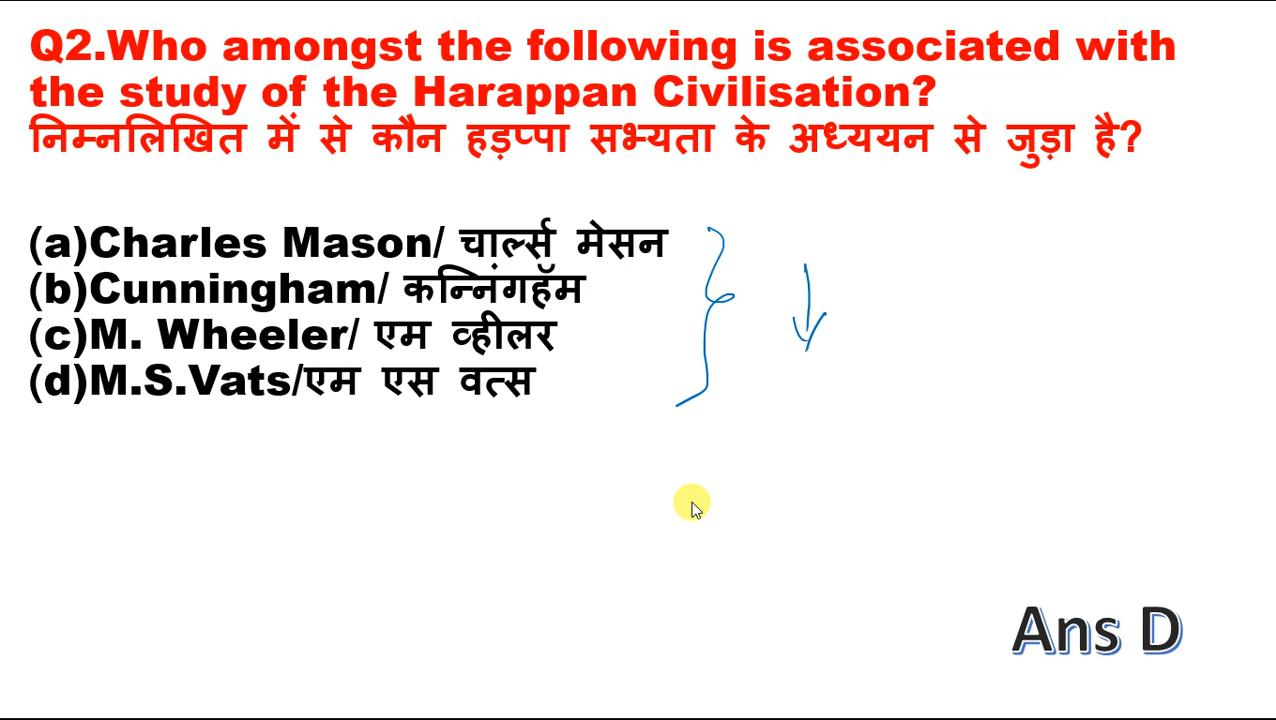 Q2.Who amongst the following is associated with
the study of the Harappan Civilisation?
निम्नलिखित में से कौन हड़प्पा सभ्यता के अध्ययन से जुड़ा है?
(a)Charles Mason/ चार्ल्स मेसन
(b)Cunningham/ कन्निंगहॅम
(c)M. Wheeler/ एम व्हीलर
(d)M.S.Vats/एम एस वत्स
Ans D